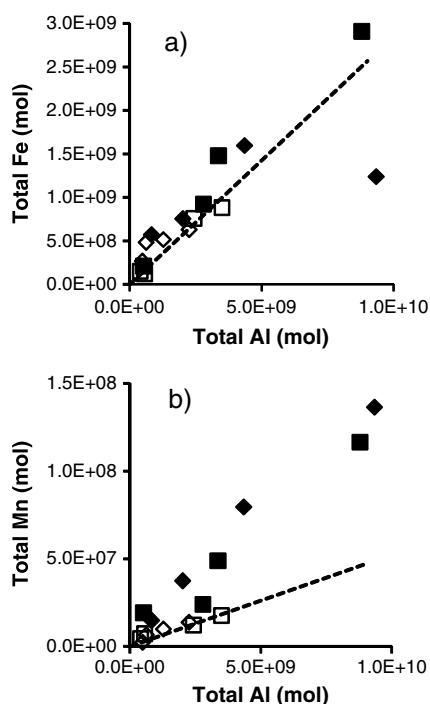 a)
Total Fe (mol)
3.0E+09
2.5E+09
2.0E+09
1.5E+09
1.0E+09
5.0E+08
0.0E+00
0.0E+00 5.0E+09 1.0E+10
Total Al (mol)
b)
Total Mn (mol)
1.5E+08
1.0E+08
5.0E+07
0.0E+00
0.0E+00 5.0E+09 1.0E+10
Total Al (mol)